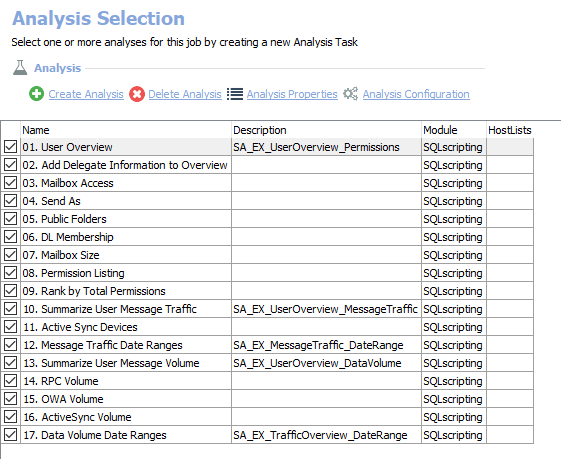 Analysis Selection
Select one or more analyses for this job by creating a new Analysis Task
Analysis
Create Analysis Delete Analysis Analysis Properties Analysis Configuration
Name Description Module HostLists
01. User Overview SA_EX_UserOverview_Permissions SQLscripting
02. Add Delegate Information to Overview SQLscripting
03. Mailbox Access SQLscripting
04. Send As SQLscripting
05. Public Folders SQLscripting
06. DL Membership SQLscripting
07. Mailbox Size SQLscripting
08. Permission Listing SQLscripting
09. Rank by Total Permissions SQLscripting
10. Summarize User Message Traffic SA_EX_UserOverview_MessageTraffic SQLscripting
11. Active Sync Devices SQLscripting
12. Message Traffic Date Ranges SA_EX_MessageTraffic_DateRange SQLscripting
13. Summarize User Message Volume SA_EX_UserOverview_DataVolume SQLscripting
14. RPC Volume SQLscripting
15. OWA Volume SQLscripting
16. ActiveSync Volume SQLscripting
17. Data Volume Date Ranges SA_EX_TrafficOverview_DateRange SQLscripting